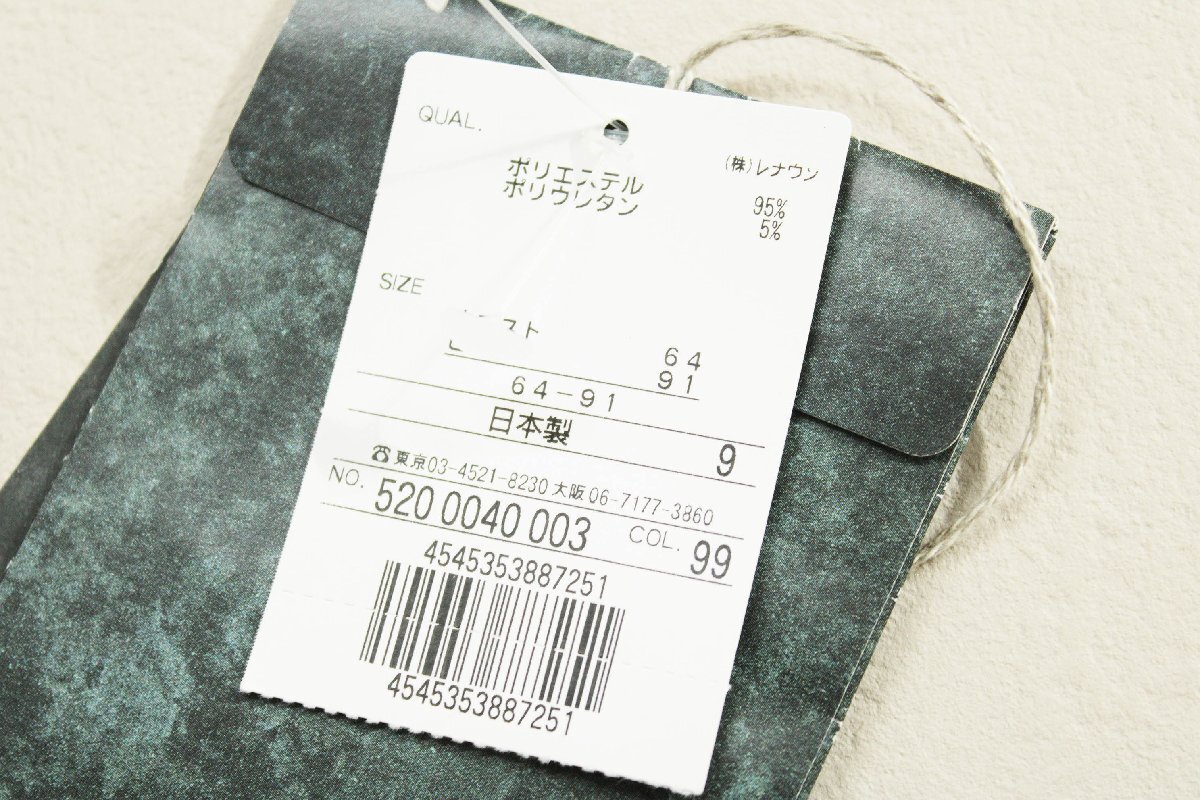 QUAL.
(株)レナウン
ポリエステル 95%
ポリウレタン 5%
SIZE
64
91
64-91
日本製 9
☎東京03-4521-8230 大阪06-7177-3860
NO. 520 0040 003 COL. 99
4545353887251
4545353887251